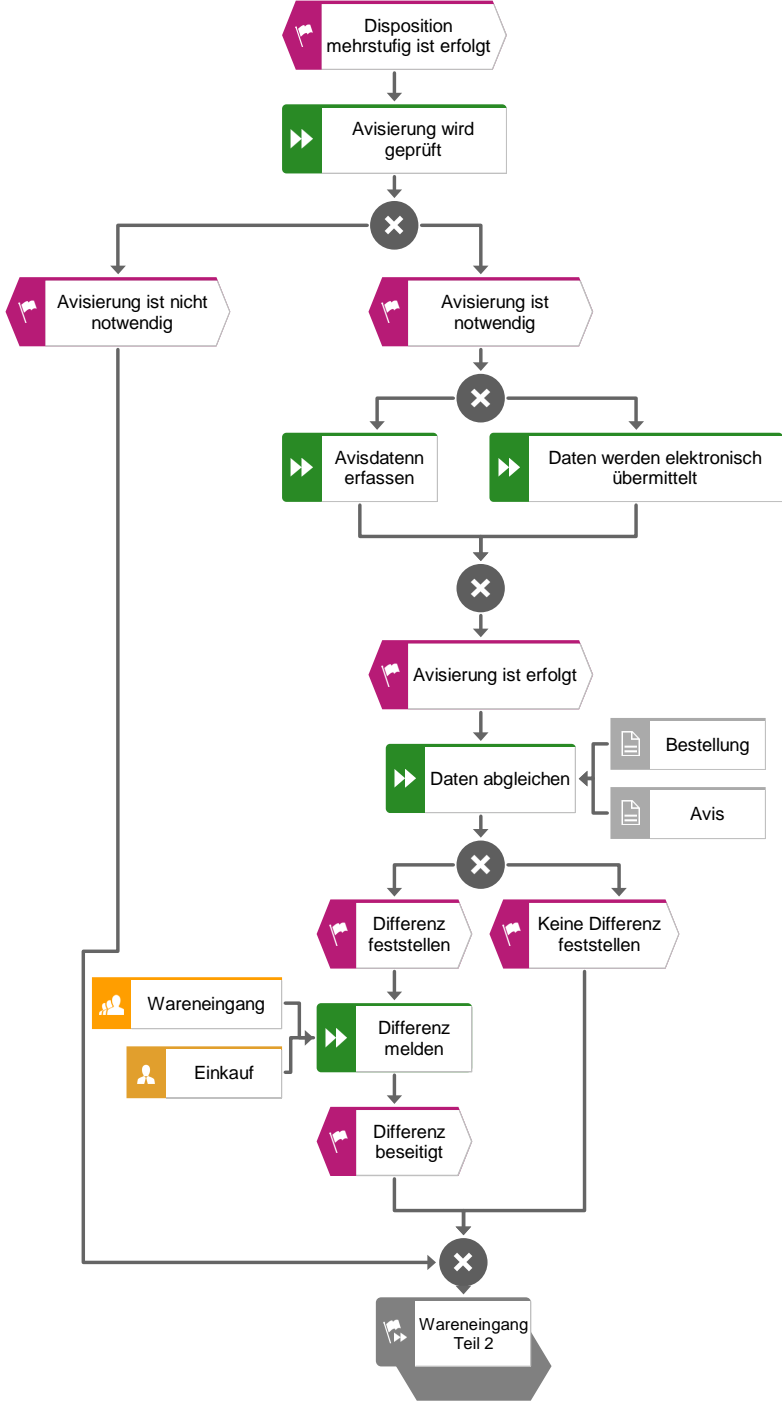 Disposition
mehrstufig ist erfolgt
Avisierung wird
geprüft
Avisierung ist nicht
notwendig
Avisierung ist
notwendig
Avisdatenn
erfassen
Daten werden elektronisch
übermittelt
Avisierung ist erfolgt
Daten abgleichen
Bestellung
Avis
Differenz
feststellen
Keine Differenz
feststellen
Wareneingang
Differenz
melden
Einkauf
Differenz
beseitigt
Wareneingang
Teil 2